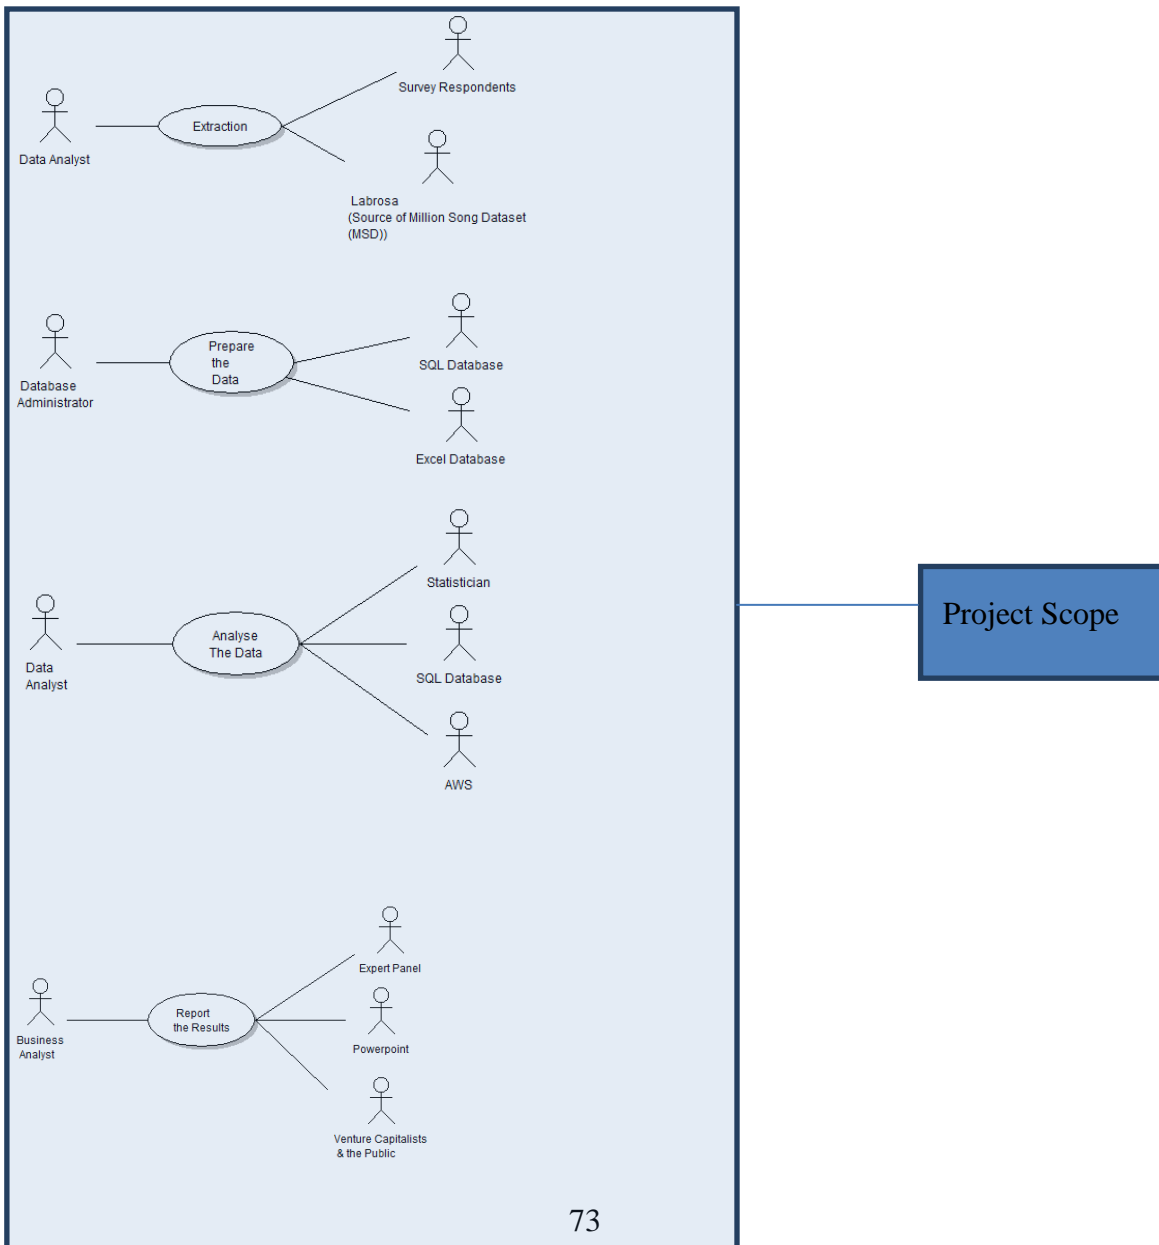 Survey Respondents
Extraction
Data Analyst
Labrosa
(Source of Million Song Dataset
(MSD))
Prepare
the
Data
SQL Database
Database
Administrator
Excel Database
Statistician
Analyse
The Data
Data
Analyst
SQL Database
AWS
Project Scope
Expert Panel
Report
the Results
Business
Analyst
Powerpoint
Venture Capitalists
& the Public
73